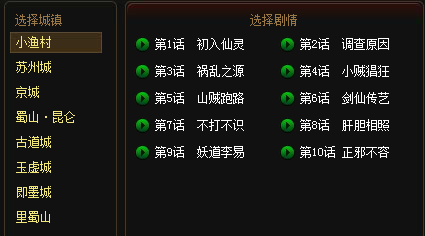 选择城镇
小渔村
苏州城
京城
蜀山·昆仑
古道城
玉虚城
即墨城
里蜀山
选择剧情
第1话 初入仙灵 第2话 调查原因
第3话 祸乱之源 第4话 小贼猖狂
第5话 山贼跑路 第6话 剑仙传艺
第7话 不打不识 第8话 肝胆相照
第9话 妖道李易 第10话 正邪不容